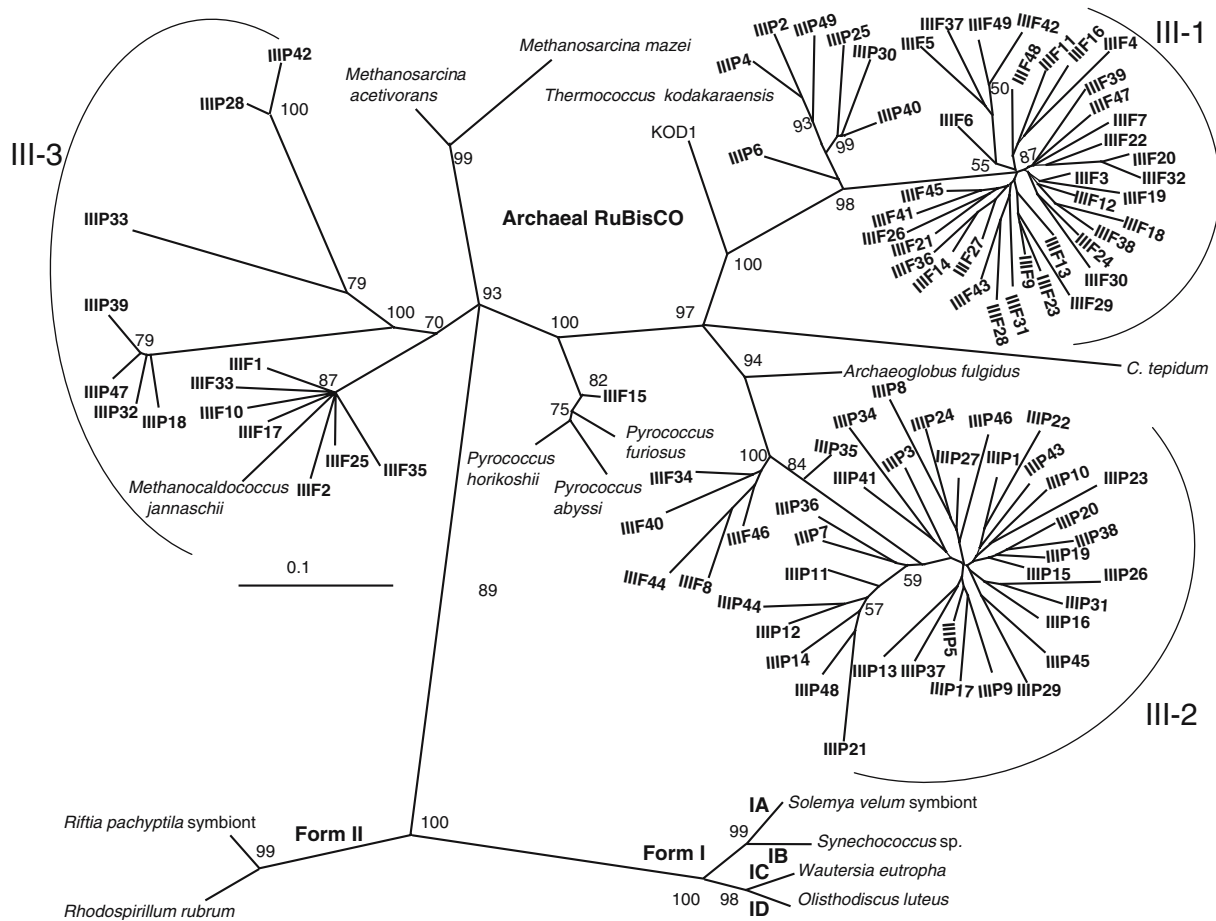 IIIP42
IIIP28
100
III-3
IIIP33
79
IIIP39
79
100
70
93
IIIP47
IIIP32
IIIP18
IIIF1
IIIF33
IIIF10
IIIF17
87
IIIF25
IIIF35
IIIF2
Methanocaldococcus
jannaschii
0.1
Methanosarcina
acetivorans
Methanosarcina mazei
99
Archaeal RuBisCO
Thermococcus kodakaraensis
KOD1
100
97
100
82
IIIF15
75
Pyrococcus
horikoshii
Pyrococcus
furiosus
Pyrococcus
abyssi
IIIP2
IIIP49
IIIP25
IIIP30
IIIP4
93
99
IIIP40
IIIP6
98
III-1
IIIF37
IIIF49
IIIF42
IIIF5
IIIF48
IIIF11
IIIF16
IIIF4
50
IIIF39
IIIF47
IIIF6
IIIF7
IIIF22
55
87
IIIF20
IIIF32
IIIF3
IIIF19
IIIF12
IIIF18
IIIF38
IIIF24
IIIF30
IIIF45
IIIF41
IIIF26
IIIF21
IIIF36
IIIF14
IIIF27
IIIF43
IIIF28
IIIF31
IIIF9
IIIF23
IIIF13
IIIF29
C. tepidum
94
Archaeoglobus fulgidus
100
84
IIIF34
IIIF40
IIIF44
IIIF8
IIIF46
IIIP35
IIIP41
IIIP34
IIIP3
IIIP8
IIIP24
IIIP27
IIIP46
IIIP1
IIIP22
IIIP43
IIIP10
IIIP23
IIIP20
IIIP38
IIIP19
IIIP15
IIIP26
IIIP31
IIIP16
IIIP45
IIIP36
IIIP7
IIIP11
59
IIIP44
57
IIIP12
IIIP14
IIIP48
IIIP21
IIIP13
IIIP37
IIIP5
IIIP17
IIIP9
IIIP29
III-2
89
100
Form II
Riftia pachyptila symbiont
99
Rhodospirillum rubrum
Form I
100
IA
Solemya velum symbiont
99
IB
Synechococcus sp.
IC
Wautersia eutropha
98
ID
Olisthodiscus luteus